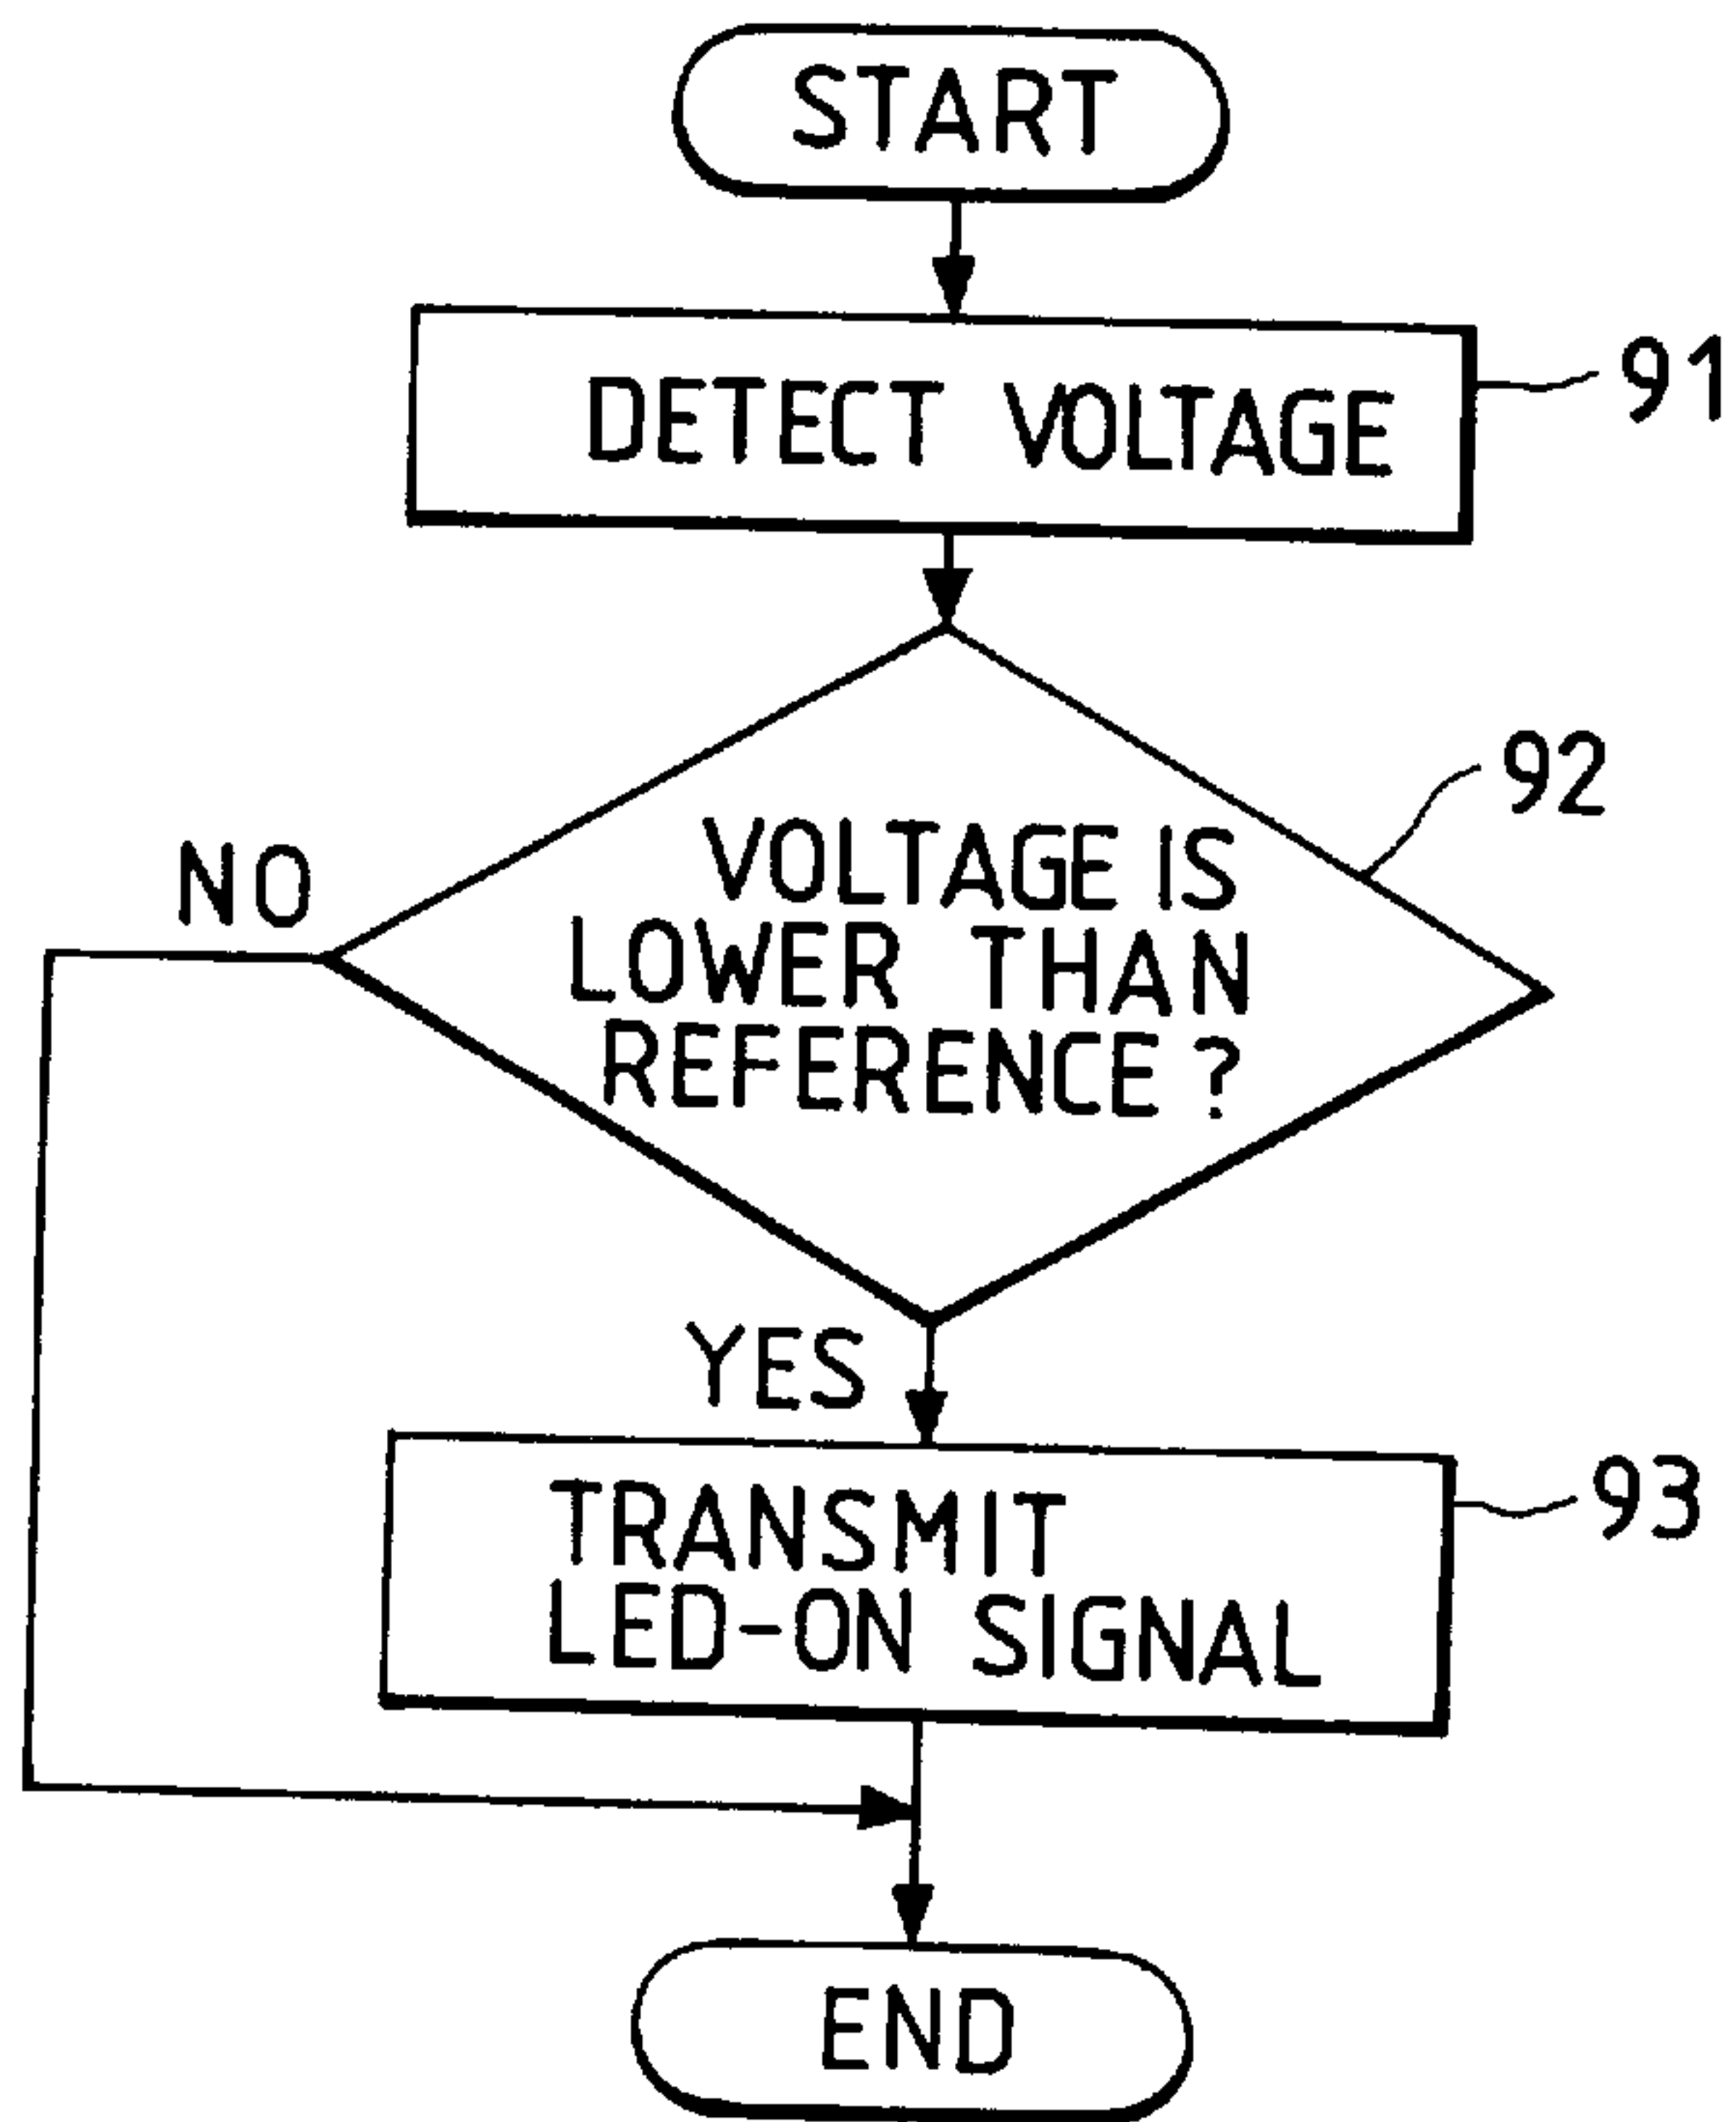 START
DETECT VOLTAGE
91
92
NO
VOLTAGE IS
LOWER THAN
REFERENCE?
YES
TRANSMIT
LED-ON SIGNAL
93
END